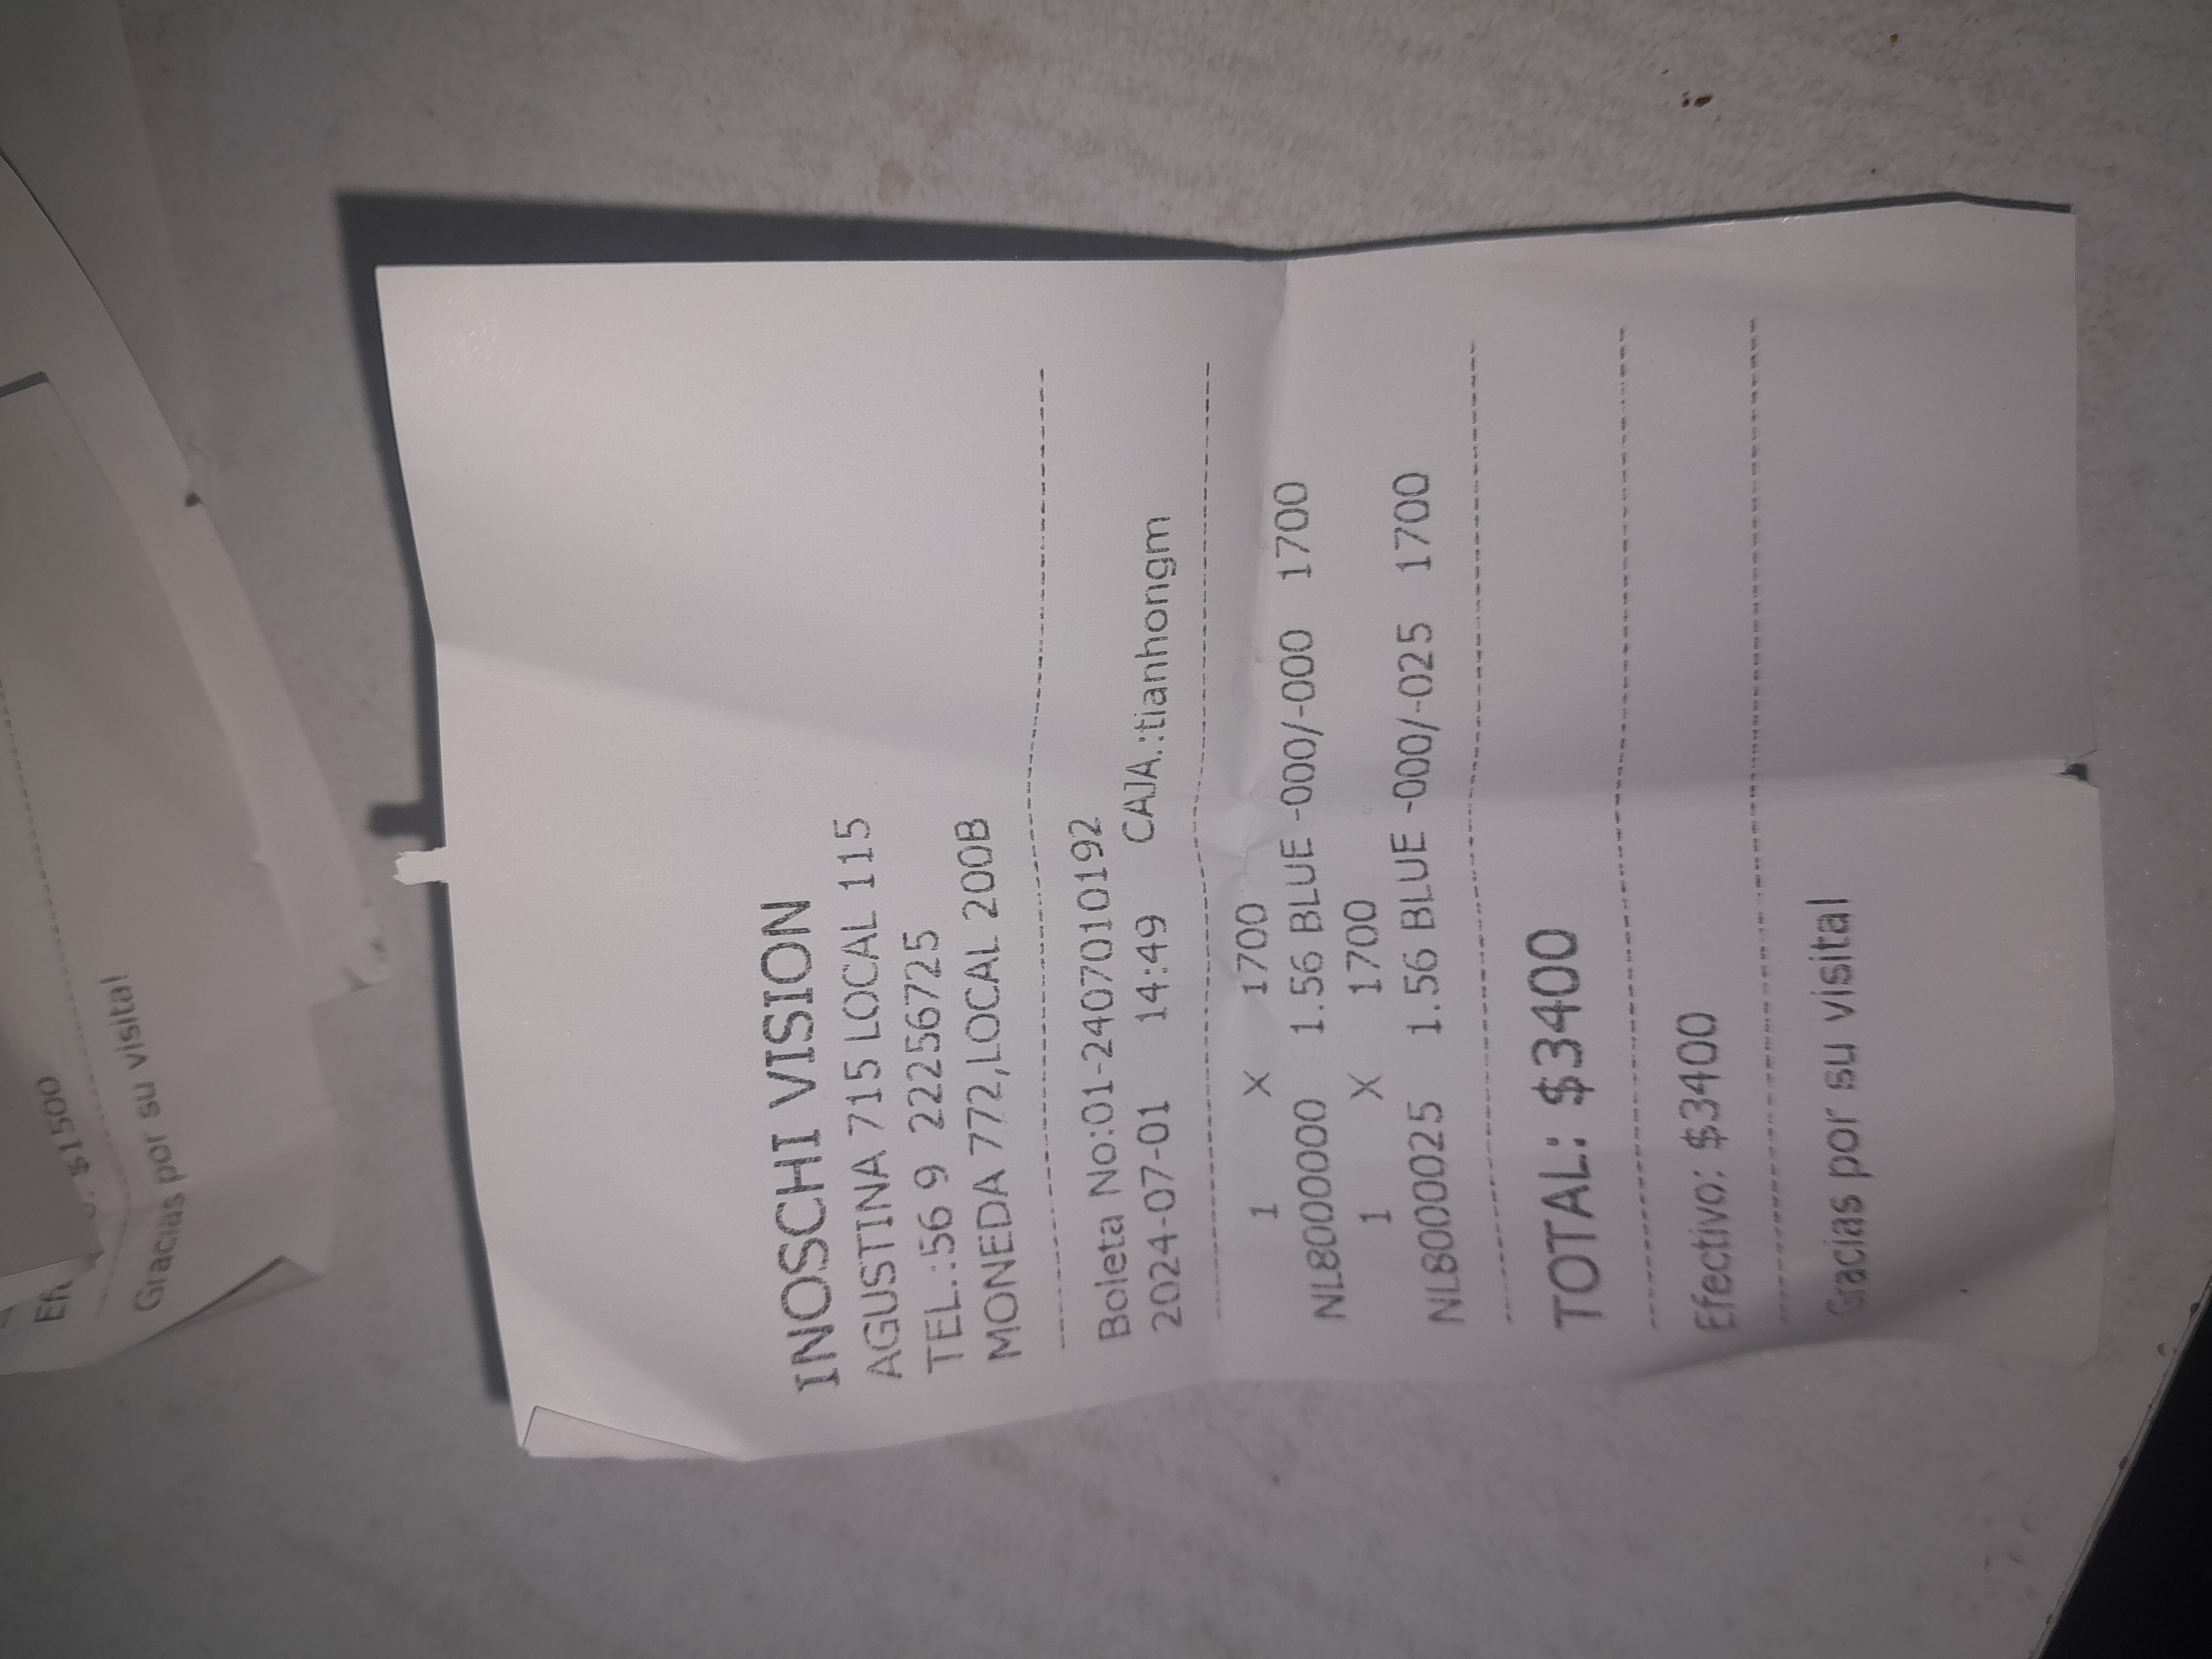 $1500
Gracias por su visita!
INOSCHI VISION
AGUSTINA 715 LOCAL 115
TEL.:56 9 22256725
MONEDA 772,LOCAL 200B
Boleta No:01-2407010192
2024-07-01 14:49 CAJA.:tianhongm
1 X 1700
NL8000000 1.56 BLUE -000/-000 1700
1 X 1700
NL8000025 1.56 BLUE -000/-025 1700
TOTAL: $3400
Efectivo: $3400
Gracias por su visita!